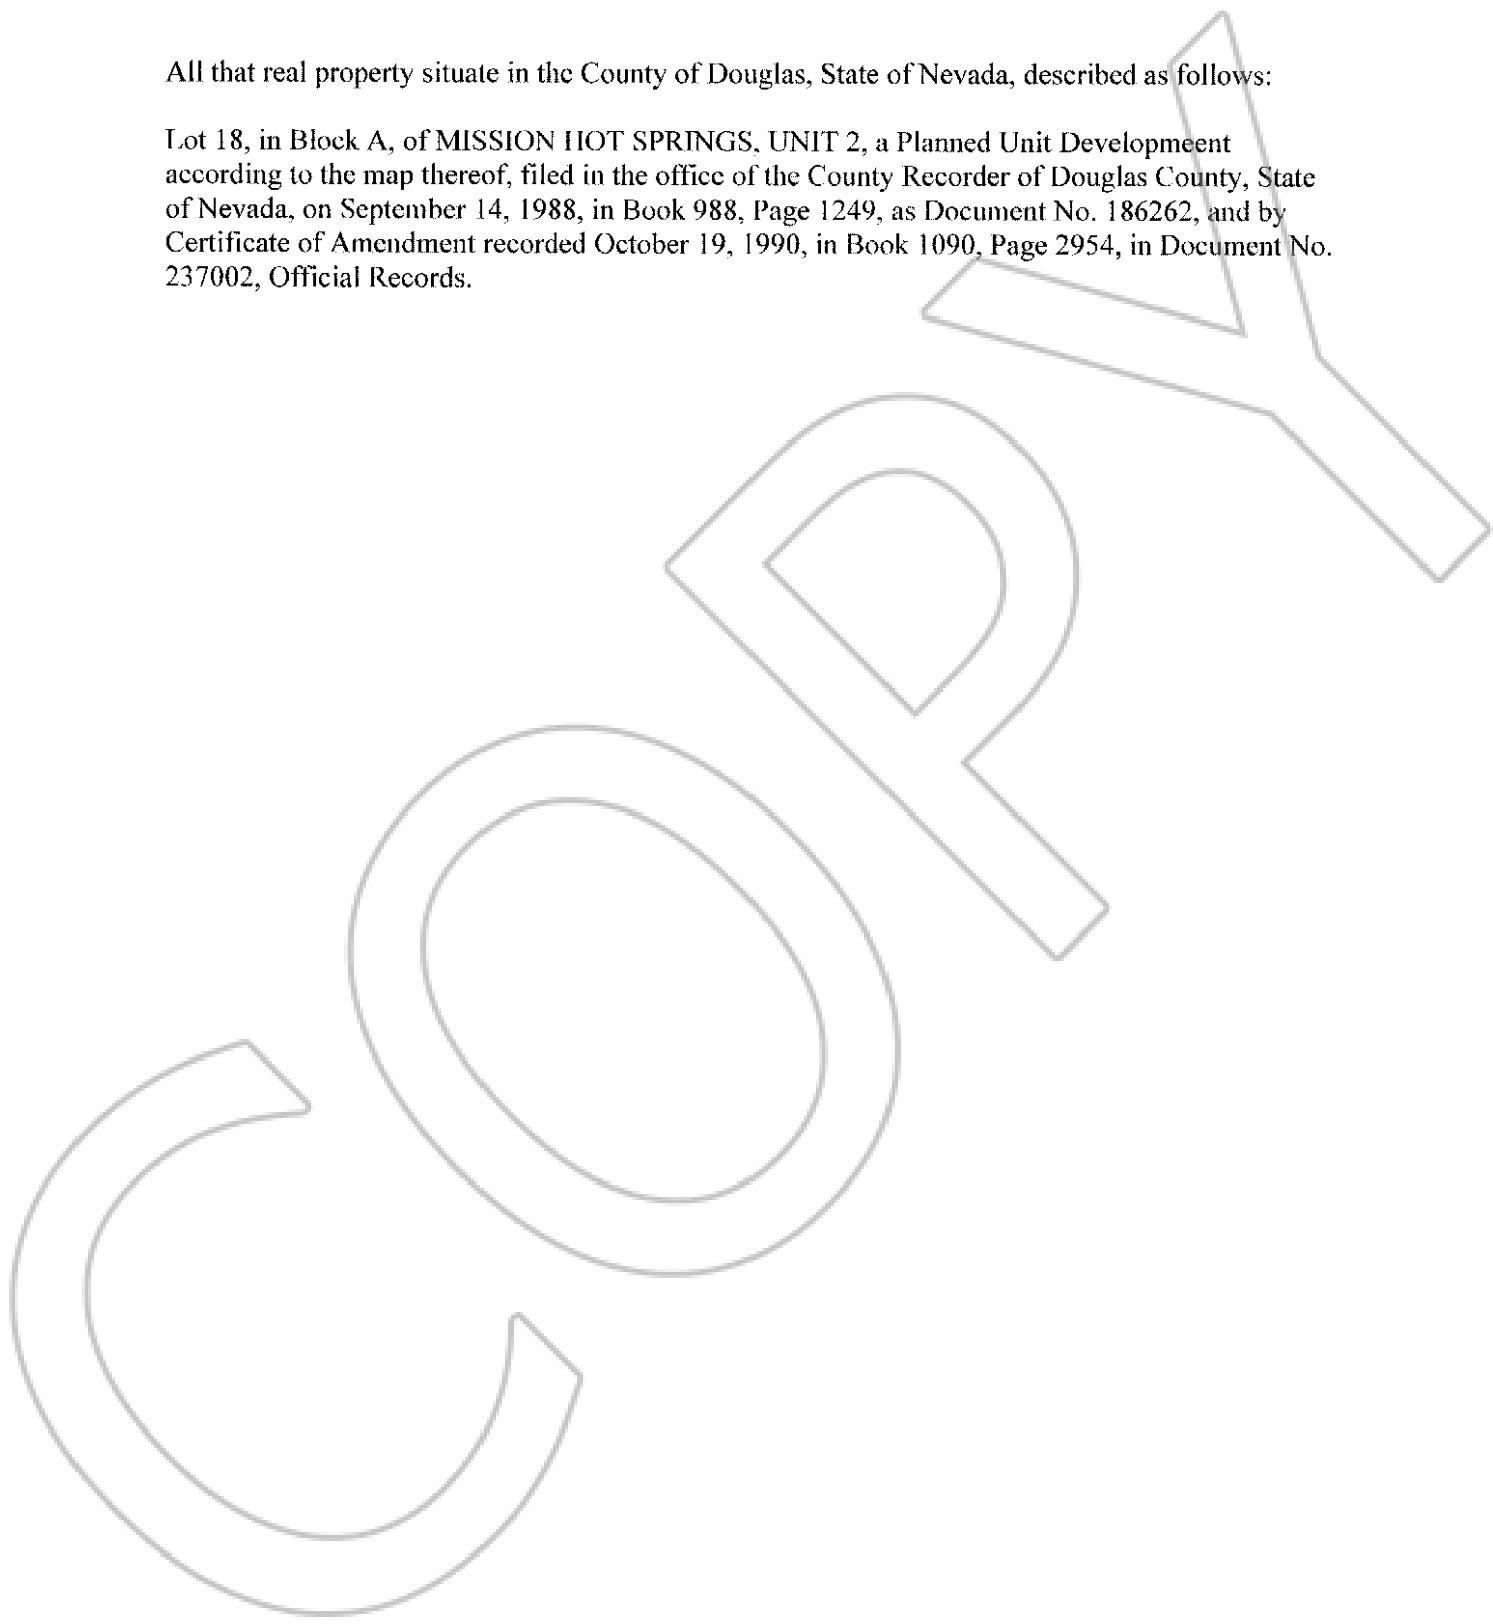 All that real property situate in the County of Douglas, State of Nevada, described as follows:
Lot 18, in Block A, of MISSION HOT SPRINGS, UNIT 2, a Planned Unit Development
according to the map thereof, filed in the office of the County Recorder of Douglas County, State
of Nevada, on September 14, 1988, in Book 988, Page 1249, as Document No. 186262, and by
Certificate of Amendment recorded October 19, 1990, in Book 1090, Page 2954, in Document No.
237002, Official Records.
COPY